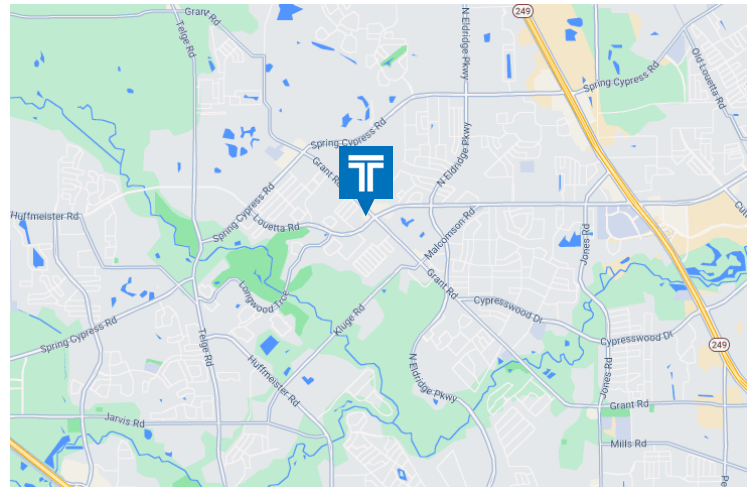 Grant Rd
Telge Rd
N Eldridge Pkwy
249
Old Louetta Rd
Spring Cypress Rd
Spring Cypress Rd
Grant Rd
N Eldridge Pkwy
Spring Cypress Rd
Huffmeister Rd
Louetta Rd
Malcomson Rd
Jones Rd
Grant Rd
Longwood Trce
Cypresswood Dr
Kluge Rd
Spring Cypress Rd
Telge Rd
Cypresswood Dr
249
Huffmeister Rd
N Eldridge Pkwy
Jones Rd
Grant Rd
Jarvis Rd
Mills Rd